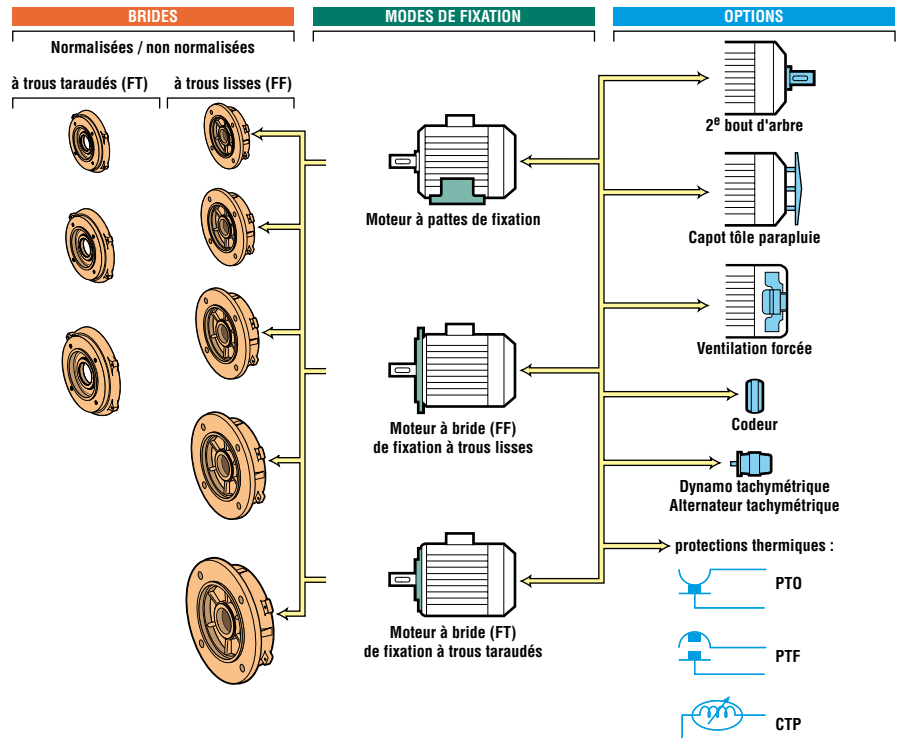 BRIDES
Normalisées / non normalisées
à trous taraudés (FT)
à trous lisses (FF)
MODES DE FIXATION
Moteur à pattes de fixation
Moteur à bride (FF)
de fixation à trous lisses
Moteur à bride (FT)
de fixation à trous taraudés
OPTIONS
2e bout d'arbre
Capot tôle parapluie
Ventilation forcée
Codeur
Dynamo tachymétrique
Alternateur tachymétrique
protections thermiques :
PTO
PTF
CTP